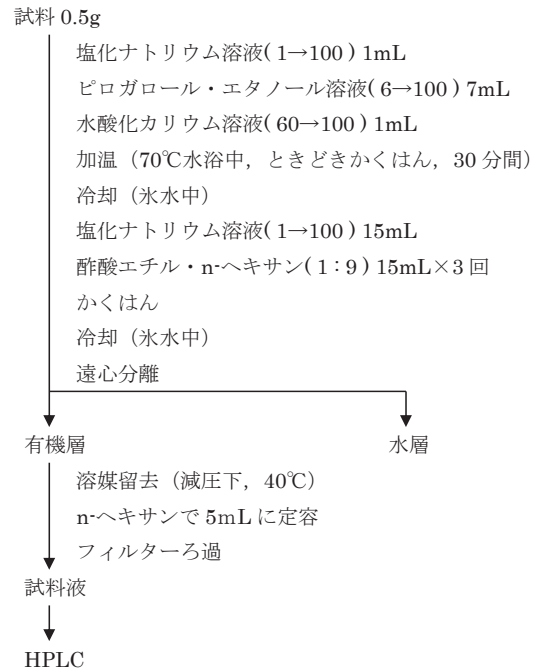 試料 0.5g
塩化ナトリウム溶液( 1→100 ) 1mL
ピロガロール・エタノール溶液( 6→100 ) 7mL
水酸化カリウム溶液( 60→100 ) 1mL
加温（70℃水浴中，ときどきかくはん，30 分間）
冷却（氷水中）
塩化ナトリウム溶液( 1→100 ) 15mL
酢酸エチル・n-ヘキサン( 1：9 ) 15mL×3 回
かくはん
冷却（氷水中）
遠心分離
有機層 水層
溶媒留去（減圧下，40℃）
n-ヘキサンで 5mL に定容
フィルターろ過
試料液
HPLC